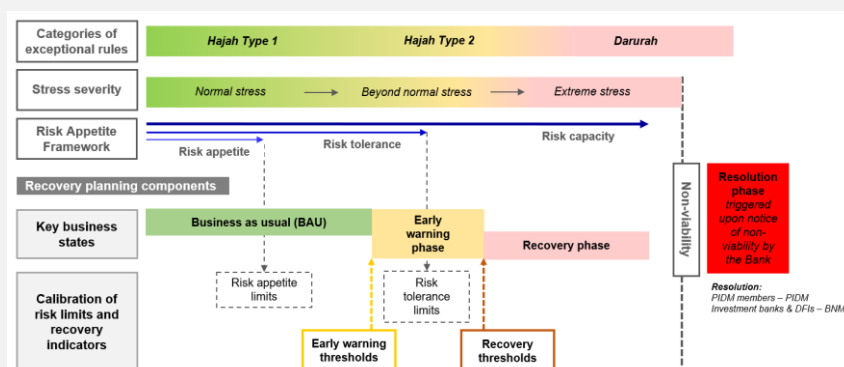 Categories of
exceptional rules
Hajah Type 1
Hajah Type 2
Darurah
Stress severity
Normal stress
Beyond normal stress
Extreme stress
Risk Appetite
Framework
Risk appetite
Risk tolerance
Risk capacity
Recovery planning components
Key business
states
Business as usual (BAU)
Early
warning
phase
Recovery phase
Non-viability
Resolution
phase
triggered
upon notice
of non-
viability by
the Bank
Resolution:
PIDM members – PIDM
Investment banks & DFIs – BNM
Calibration of
risk limits and
recovery
indicators
Risk appetite
limits
Risk
tolerance
limits
Early warning
thresholds
Recovery
thresholds